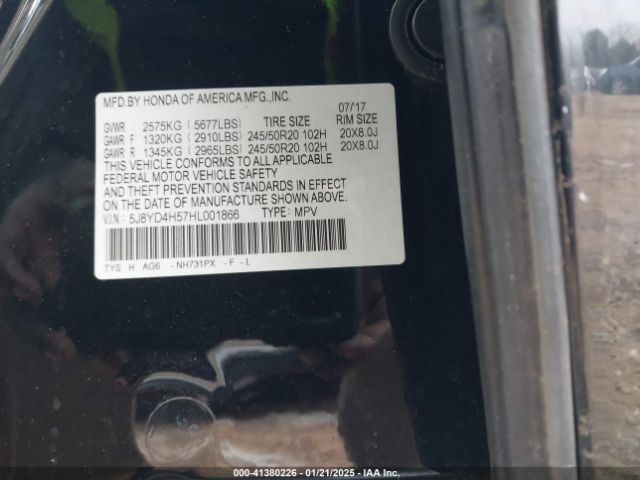 MFD.BY HONDA OF AMERICA MFG.,INC.
07/17
GVWR 2575KG (5677LBS) TIRE SIZE RIM SIZE
GAWR F 1320KG (2910LBS) 245/50R20 102H 20X8.0J
GAWR R 1345KG (2965LBS) 245/50R20 102H 20X8.0J
THIS VEHICLE CONFORMS TO ALL APPLICABLE
FEDERAL MOTOR VEHICLE SAFETY
AND THEFT PREVENTION STANDARDS IN EFFECT
ON THE DATE OF MANUFACTURE SHOWN ABOVE.
V.I.N.: 5J8YD4H57HL001866 TYPE: MPV
TYS H AG6 -NH731PX -F -L
000-41380226 - 01/21/2025 - IAA Inc.